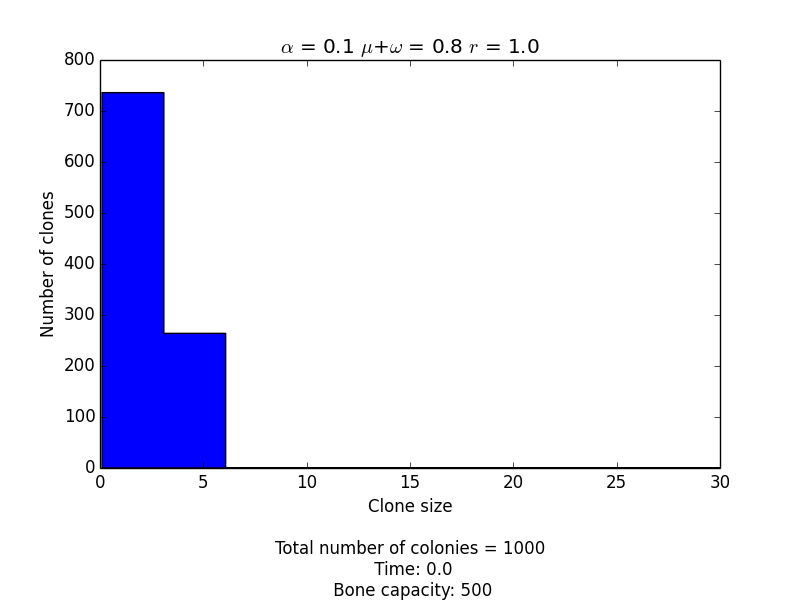 α = 0.1 μ+ω = 0.8 r = 1.0
800
700
600
500
400
300
200
100
0
Number of clones
0 5 10 15 20 25 30
Clone size
Total number of colonies = 1000
Time: 0.0
Bone capacity: 500